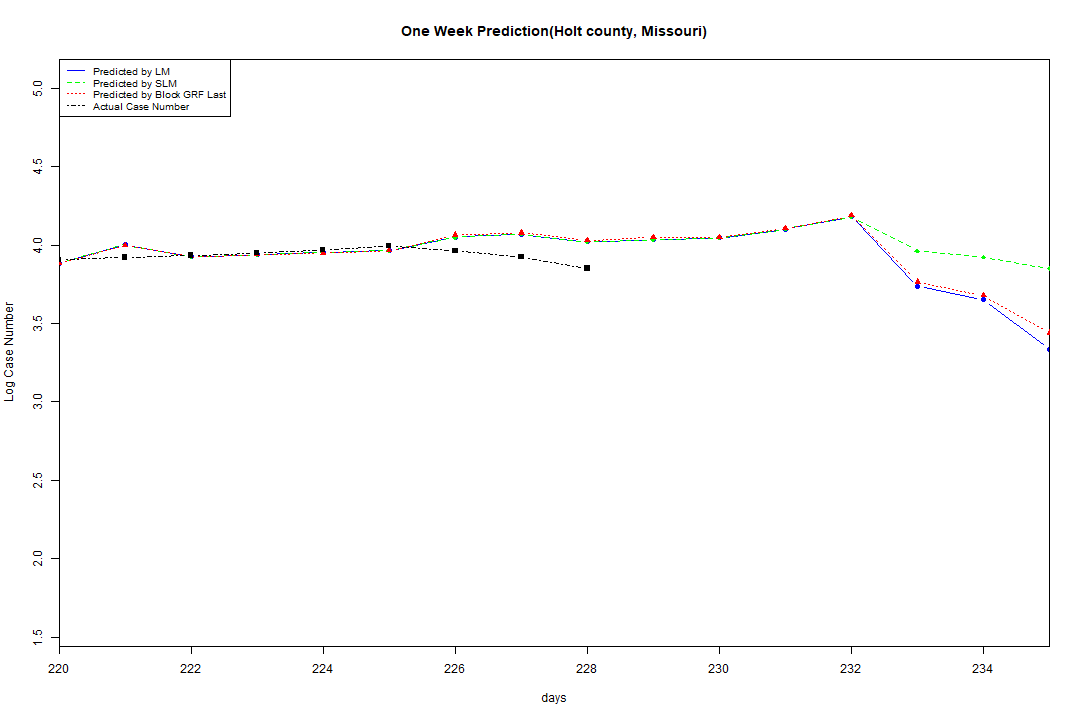 One Week Prediction(Holt county, Missouri)
Predicted by LM
Predicted by SLM
Predicted by Block GRF Last
Actual Case Number
Log Case Number
5.0
4.5
4.0
3.5
3.0
2.5
2.0
1.5
220 222 224 226 228 230 232 234
days